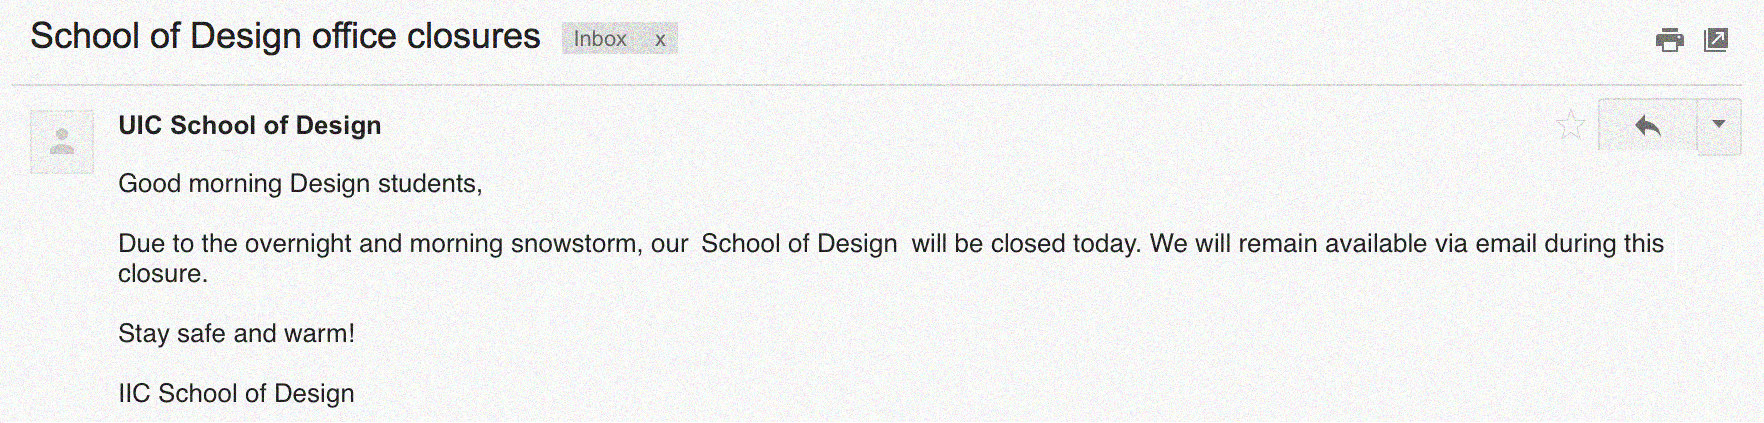 School of Design office closures Inbox x
UIC School of Design
Good morning Design students,
Due to the overnight and morning snowstorm, our School of Design will be closed today. We will remain available via email during this
closure.
Stay safe and warm!
IIC School of Design